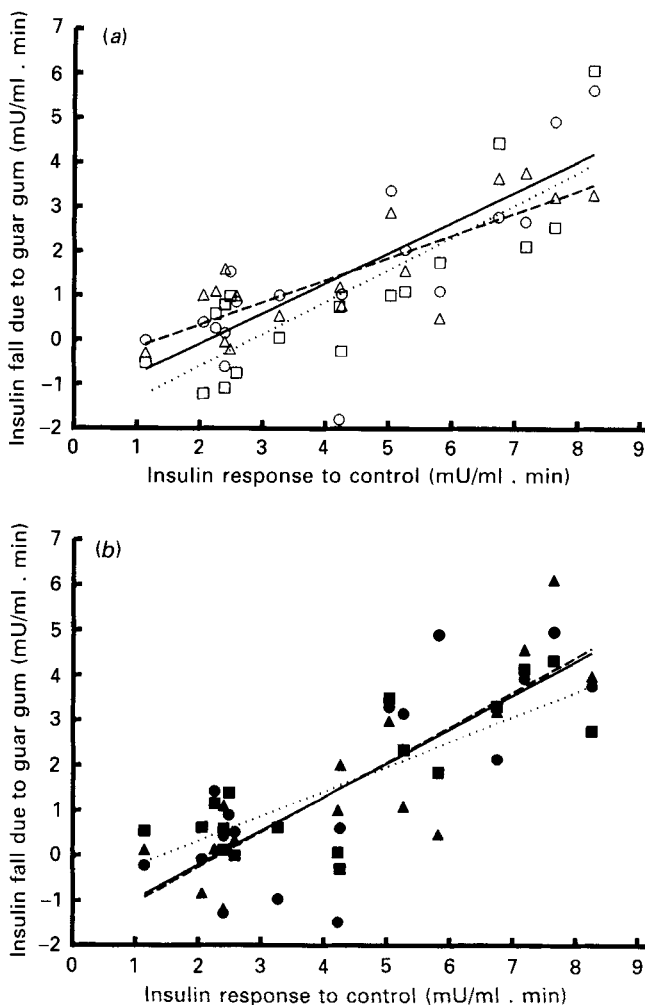 (a)
Insulin fall due to guar gum (mU/ml . min)
7
6
5
4
3
2
1
0
−1
−2
0 1 2 3 4 5 6 7 8 9
Insulin response to control (mU/ml . min)
(b)
Insulin fall due to guar gum (mU/ml . min)
7
6
5
4
3
2
1
0
−1
−2
0 1 2 3 4 5 6 7 8 9
Insulin response to control (mU/ml . min)